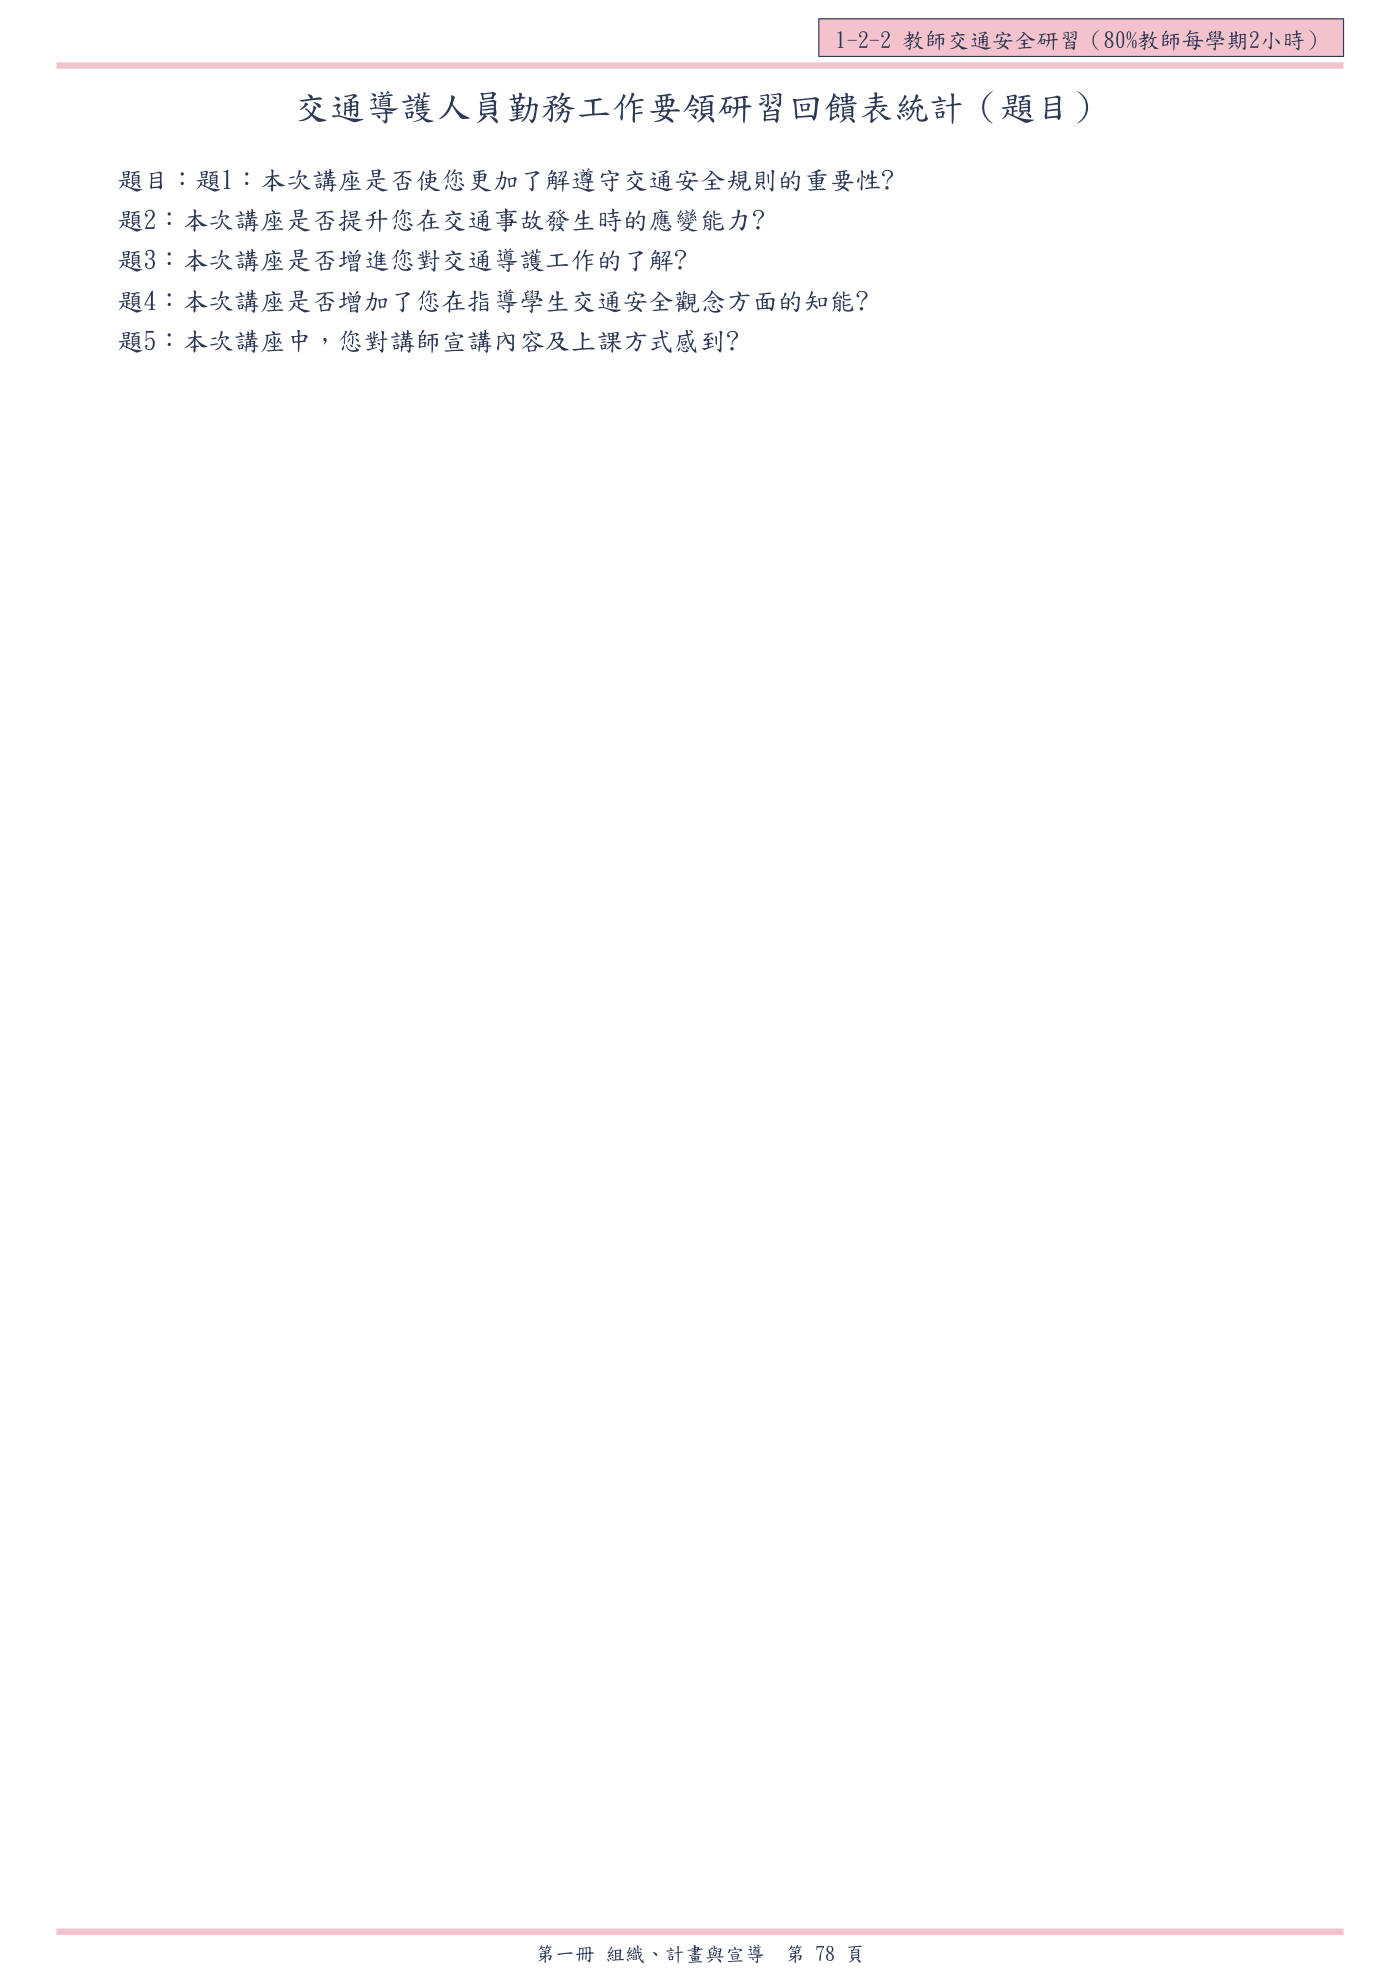 1-2-2 教師交通安全研習（80%教師每學期2小時）
交通導護人員勤務工作要領研習回饋表統計（題目）
題目：題1：本次講座是否使您更加了解遵守交通安全規則的重要性?
題2：本次講座是否提升您在交通事故發生時的應變能力?
題3：本次講座是否增進您對交通導護工作的了解?
題4：本次講座是否增加了您在指導學生交通安全觀念方面的知能?
題5：本次講座中，您對講師宣講內容及上課方式感到?
第一冊 組織、計畫與宣導　第 78 頁